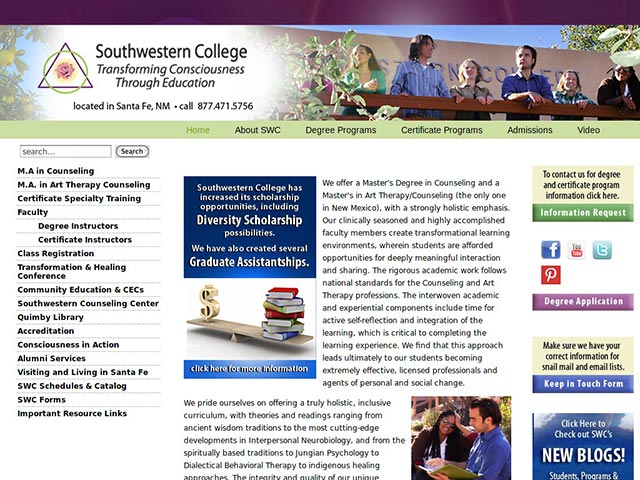 Southwestern College
Transforming Consciousness
Through Education
located in Santa Fe, NM • call 877.471.5756
Home About SWC Degree Programs Certificate Programs Admissions Video
search... Search
M.A in Counseling
M.A. in Art Therapy Counseling
Certificate Specialty Training
Faculty
Degree Instructors
Certificate Instructors
Class Registration
Transformation & Healing
Conference
Community Education & CECs
Southwestern Counseling Center
Quimby Library
Accreditation
Consciousness in Action
Alumni Services
Visiting and Living in Santa Fe
SWC Schedules & Catalog
SWC Forms
Important Resource Links
Southwestern College has
increased its scholarship
opportunities, including
Diversity Scholarship
possibilities.
We have also created several
Graduate Assistantships.
click here for more information
We offer a Master's Degree in Counseling and a
Master's in Art Therapy/Counseling (the only one
in New Mexico), with a strongly holistic emphasis.
Our clinically seasoned and highly accomplished
faculty members create transformational learning
environments, wherein students are afforded
opportunities for deeply meaningful interaction
and sharing. The rigorous academic work follows
national standards for the Counseling and Art
Therapy professions. The interwoven academic
and experiential components include time for
active self-reflection and integration of the
learning, which is critical to completing the
learning experience. We find that this approach
leads ultimately to our students becoming
extremely effective, licensed professionals and
agents of personal and social change.
We pride ourselves on offering a truly holistic, inclusive
curriculum, with theories and readings ranging from
ancient wisdom traditions to the most cutting-edge
developments in Interpersonal Neurobiology, and from the
spiritually based traditions to Jungian Psychology to
Dialectical Behavioral Therapy to indigenous healing
approaches. The integrity and quality of our unique
To contact us for degree
and certificate program
information click here.
Information Request
You
Tube
Degree Application
Make sure we have your
correct information for
snail mail and email lists.
Keep in Touch Form
Click Here to
Check out SWC's
NEW BLOGS!
Students, Programs &